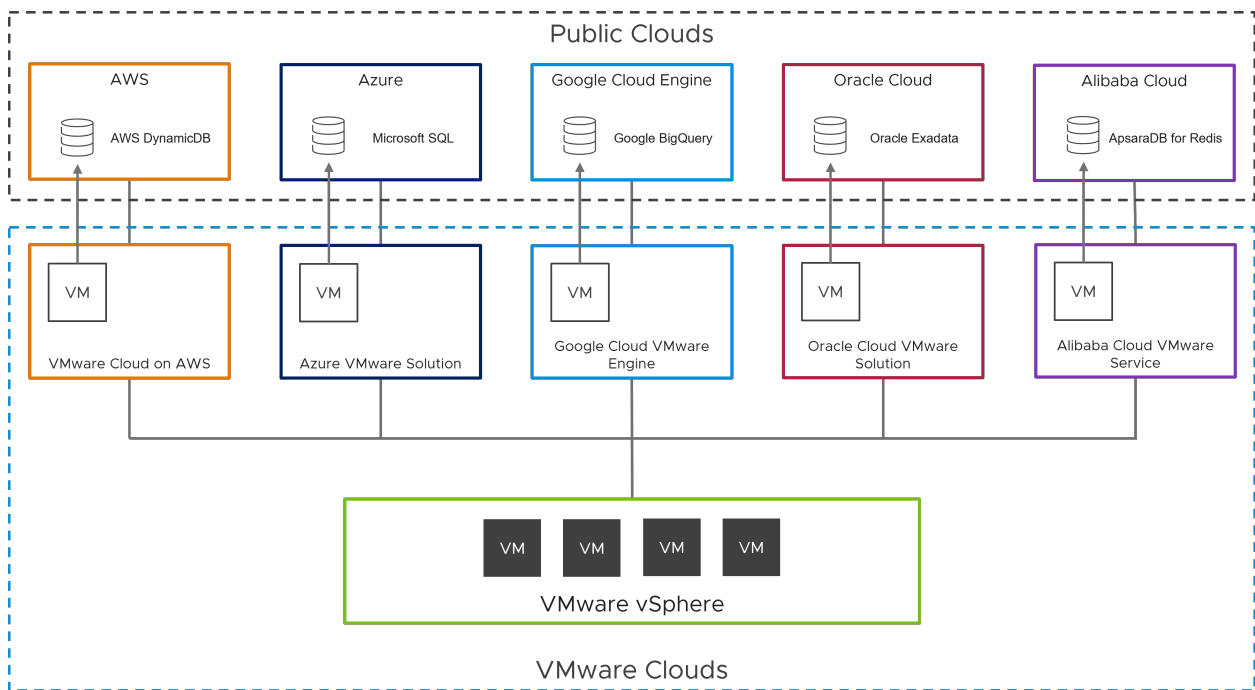 Public Clouds
AWS
Azure
Google Cloud Engine
Oracle Cloud
Alibaba Cloud
AWS DynamicDB
Microsoft SQL
Google BigQuery
Oracle Exadata
ApsaraDB for Redis
VM
VM
VM
VM
VM
VMware Cloud on AWS
Azure VMware Solution
Google Cloud VMware
Engine
Oracle Cloud VMware
Solution
Alibaba Cloud VMware
Service
VM
VM
VM
VM
VMware vSphere
VMware Clouds